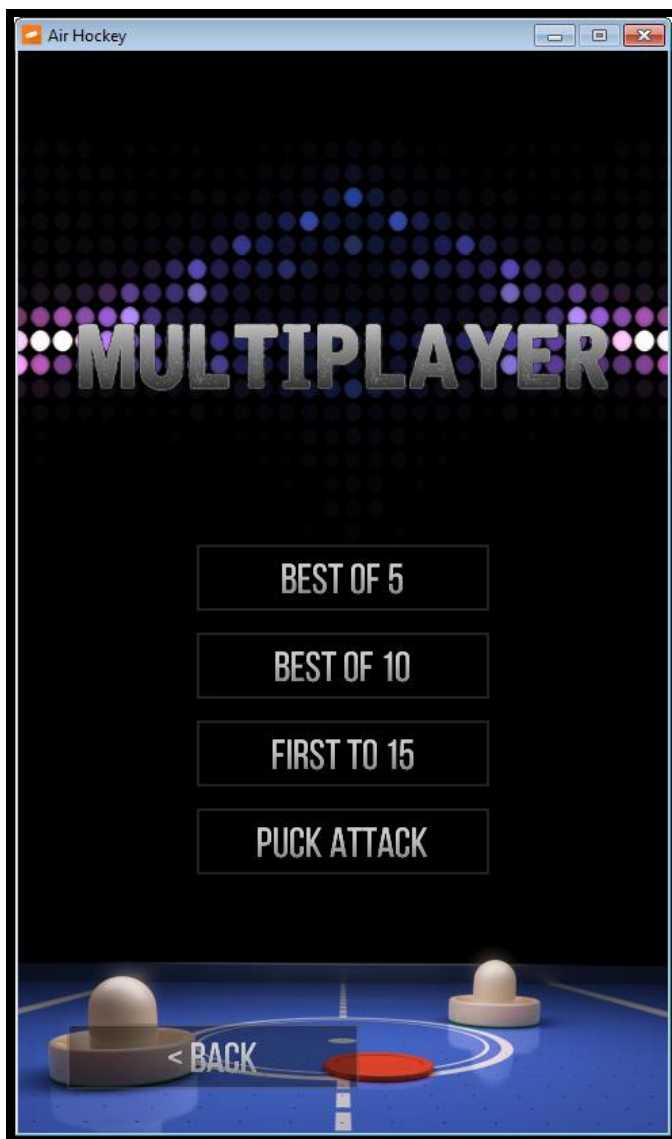 Air Hockey
MULTIPLAYER
BEST OF 5
BEST OF 10
FIRST TO 15
PUCK ATTACK
< BACK